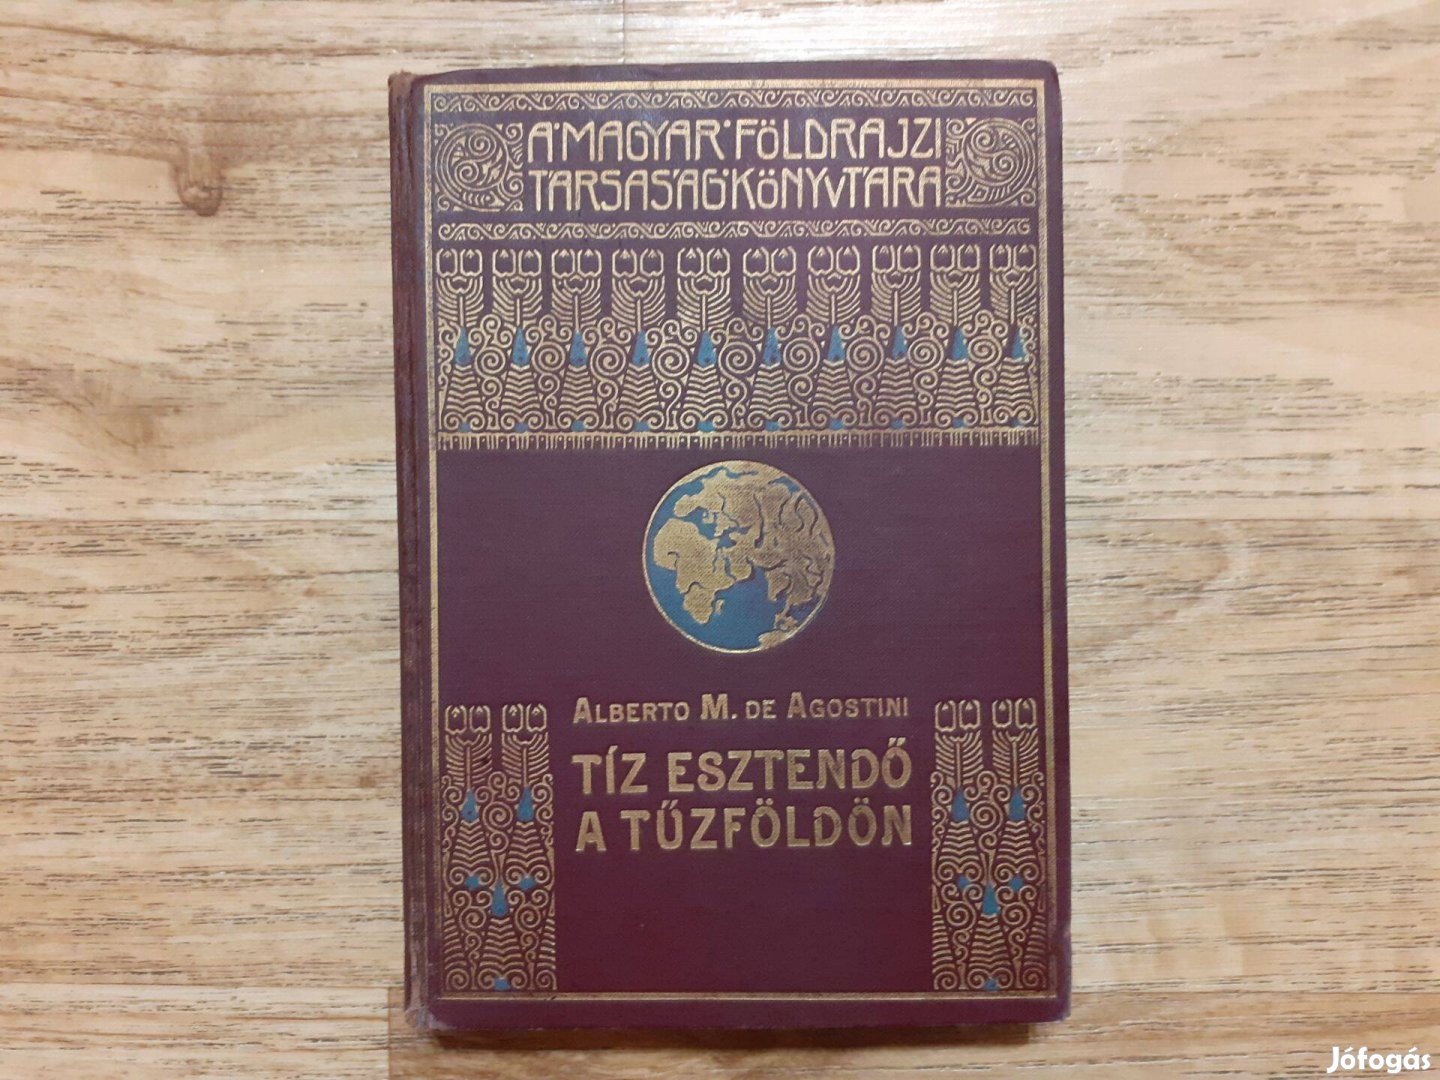 A·MAGYAR·FÖLDRAJZI
TÁRSASÁG·KÖNYVTÁRA
ALBERTO M. DE AGOSTINI
TÍZ ESZTENDŐ
A TŰZFÖLDÖN
Jófogás